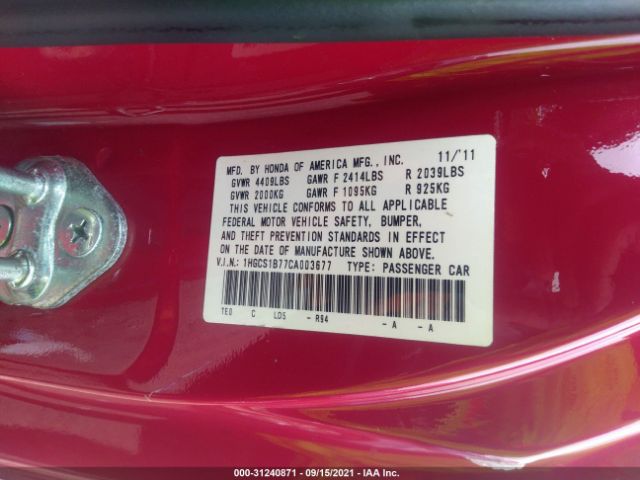 MFD. BY HONDA OF AMERICA MFG., INC. 11/'11
GVWR 4409LBS GAWR F 2414LBS R 2039LBS
GVWR 2000KG GAWR F 1095KG R 925KG
THIS VEHICLE CONFORMS TO ALL APPLICABLE
FEDERAL MOTOR VEHICLE SAFETY, BUMPER,
AND THEFT PREVENTION STANDARDS IN EFFECT
ON THE DATE OF MANUFACTURE SHOWN ABOVE.
V.I.N.: 1HGCS1B77CA003677 TYPE: PASSENGER CAR
TE0 C LD5 - R94 - A - A
000-31240871 - 09/15/2021 - IAA Inc.